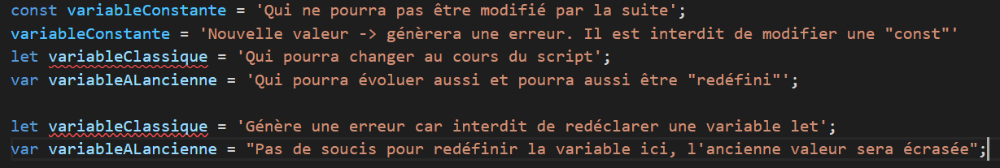 const variableConstante = 'Qui ne pourra pas être modifié par la suite';
variableConstante = 'Nouvelle valeur -> génèrera une erreur. Il est interdit de modifier une "const"'
let variableClassique = 'Qui pourra changer au cours du script';
var variableALancienne = 'Qui pourra évoluer aussi et pourra aussi être "redéfini"';
let variableClassique = 'Génère une erreur car interdit de redéclarer une variable let';
var variableALancienne = "Pas de soucis pour redéfinir la variable ici, l'ancienne valeur sera écrasée";